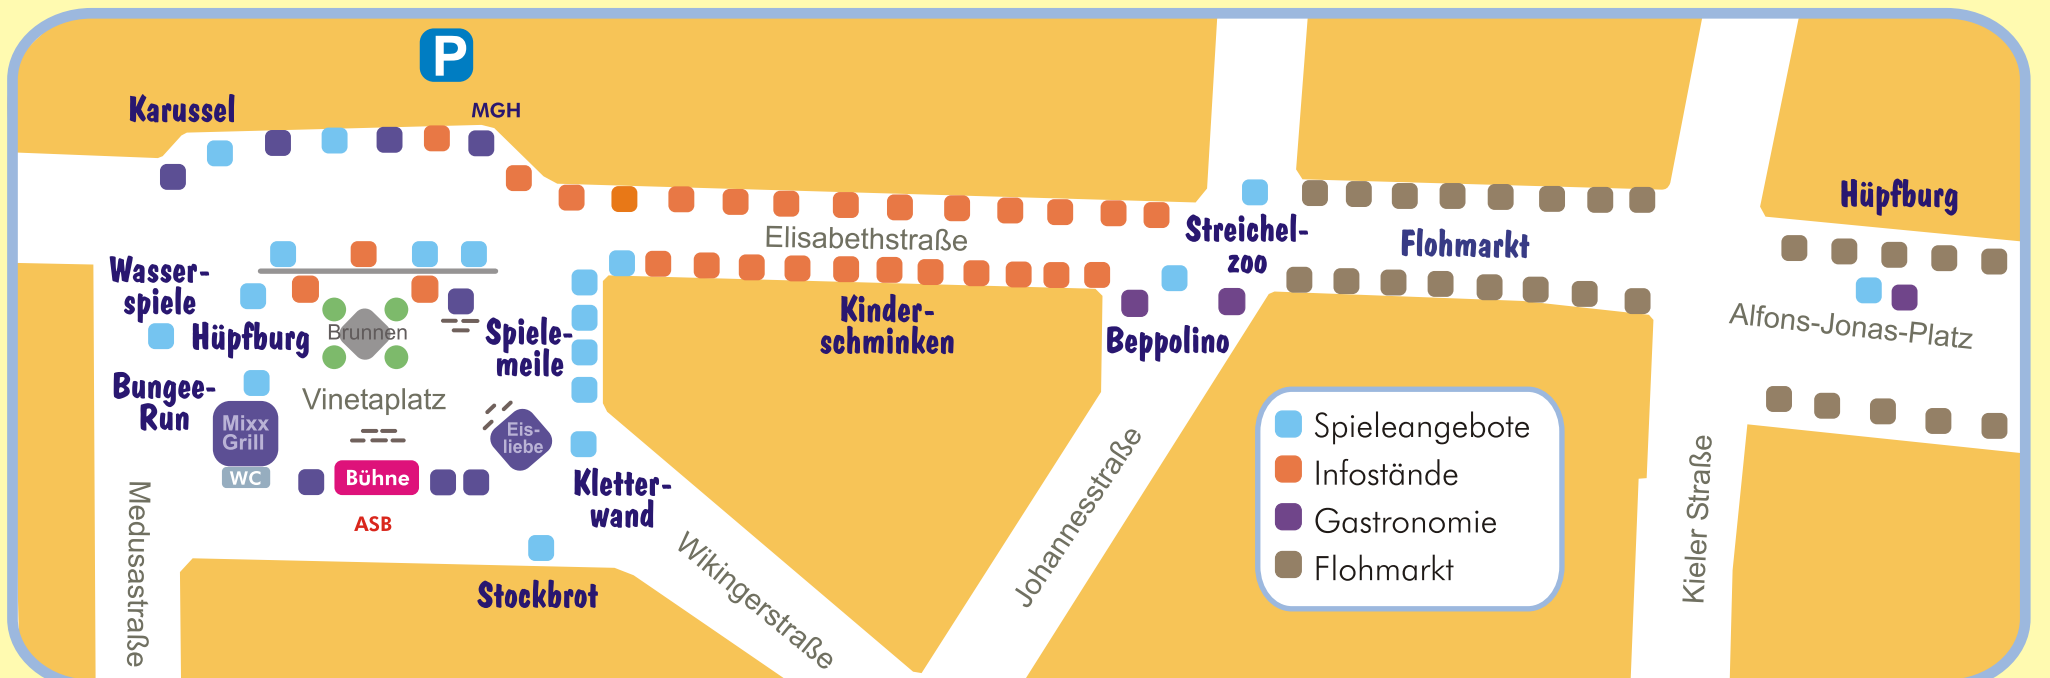 P
Karussel
MGH
Hüpfburg
Elisabethstraße
Streichel-
zoo
Flohmarkt
Wasser-
spiele
Hüpfburg
Brunnen
Spiele-
meile
Kinder-
schminken
Beppolino
Alfons-Jonas-Platz
Bungee-
Run
Vinetaplatz
Mixx
Grill
WC
Eis-
liebe
Bühne
ASB
Kletter-
wand
Stockbrot
Medusastraße
Wikingerstraße
Johannesstraße
Kieler Straße
Spieleangebote
Infostände
Gastronomie
Flohmarkt